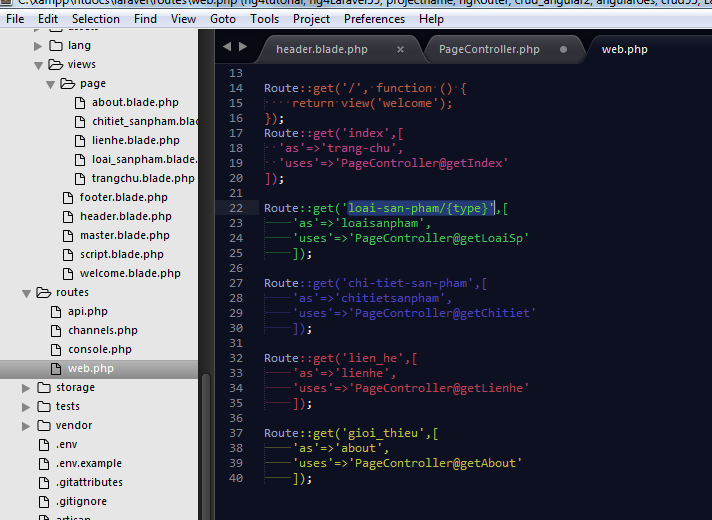 C:\xampp\htdocs\laravel\routes\web.php (ng4tutorial, ng4Laravel55, projectname, ngRouter, crud_angular2, angular6es, crud55,
File Edit Selection Find View Goto Tools Project Preferences Help
lang
views
page
about.blade.php
chitiet_sanpham.bla
lienhe.blade.php
loai_sanpham.blade.
trangchu.blade.php
footer.blade.php
header.blade.php
master.blade.php
script.blade.php
welcome.blade.php
routes
api.php
channels.php
console.php
web.php
storage
tests
vendor
.env
.env.example
.gitattributes
.gitignore
artisan
header.blade.php × PageController.php web.php
13
14 Route::get('/', function () {
15 return view('welcome');
16 });
17 Route::get('index',[
18 'as'=>'trang-chu',
19 'uses'=>'PageController@getIndex'
20 ]);
21
22 Route::get('loai-san-pham/{type}',[
23 'as'=>'loaisanpham',
24 'uses'=>'PageController@getLoaiSp'
25 ]);
26
27 Route::get('chi-tiet-san-pham',[
28 'as'=>'chitietsanpham',
29 'uses'=>'PageController@getChitiet'
30 ]);
31
32 Route::get('lien_he',[
33 'as'=>'lienhe',
34 'uses'=>'PageController@getLienhe'
35 ]);
36
37 Route::get('gioi_thieu',[
38 'as'=>'about',
39 'uses'=>'PageController@getAbout'
40 ]);